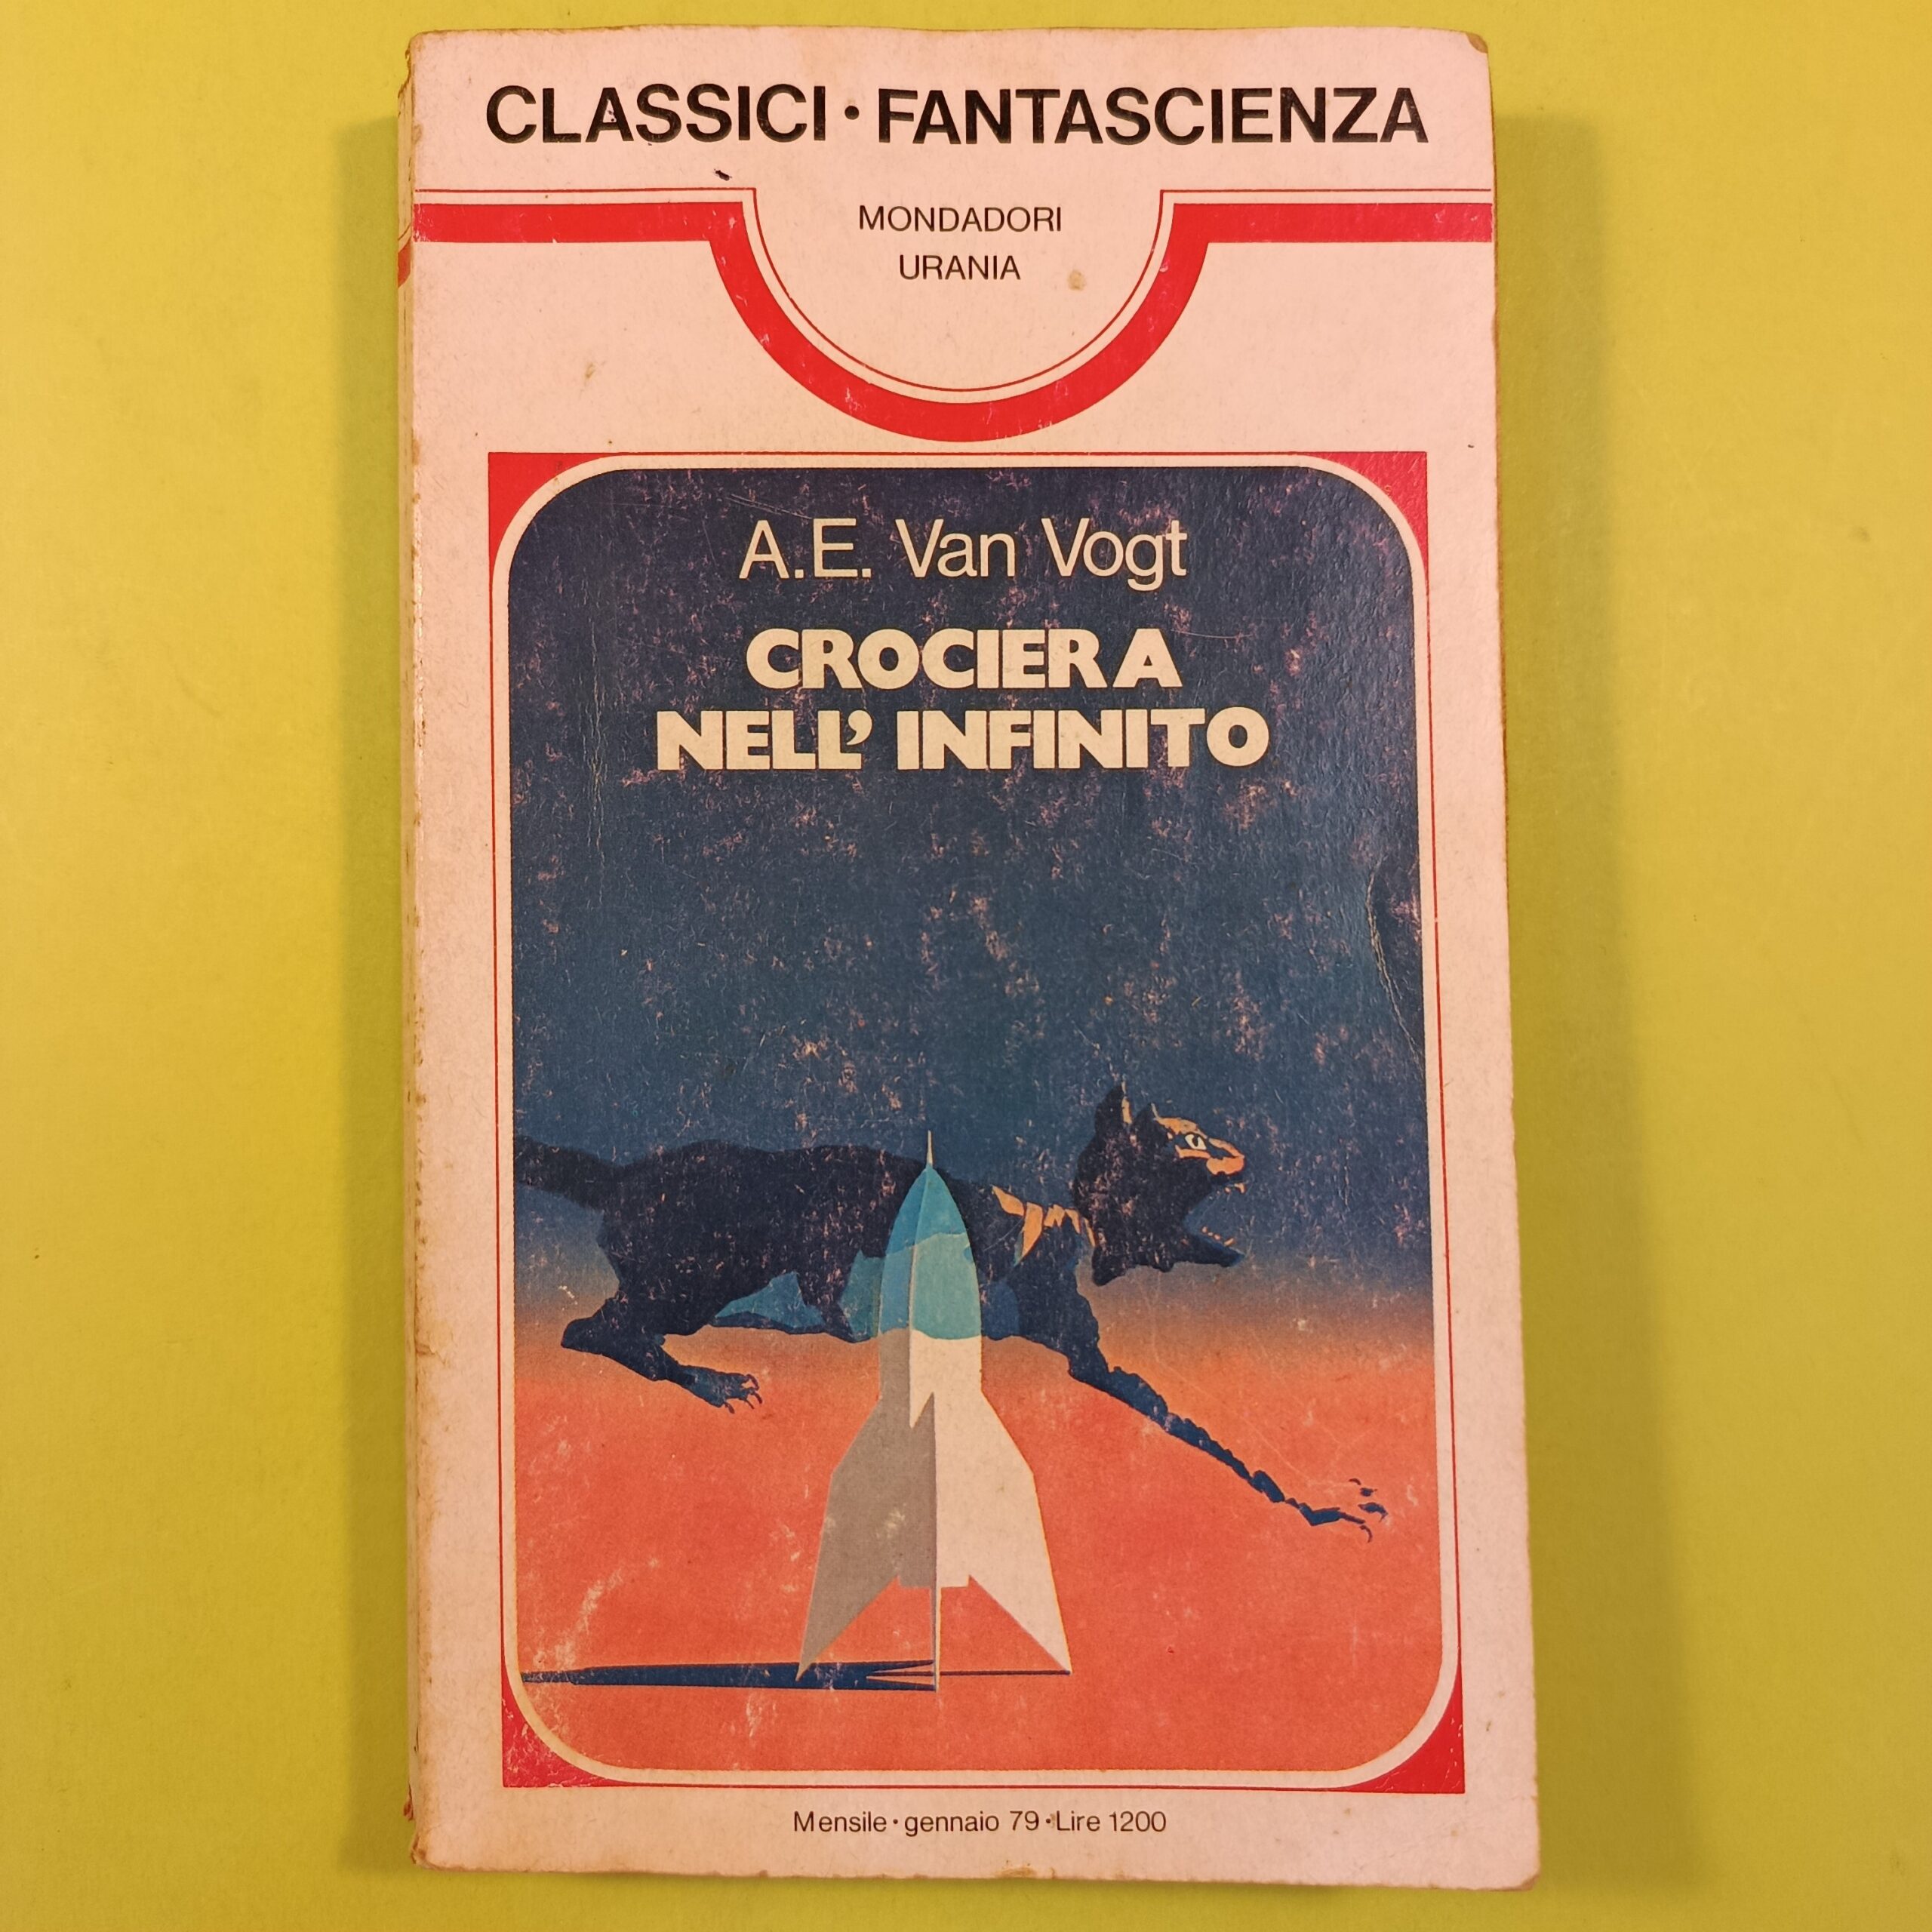 CLASSICI • FANTASCIENZA
MONDADORI
URANIA
A.E. Van Vogt
CROCIERA
NELL' INFINITO
Mensile • gennaio 79 • Lire 1200